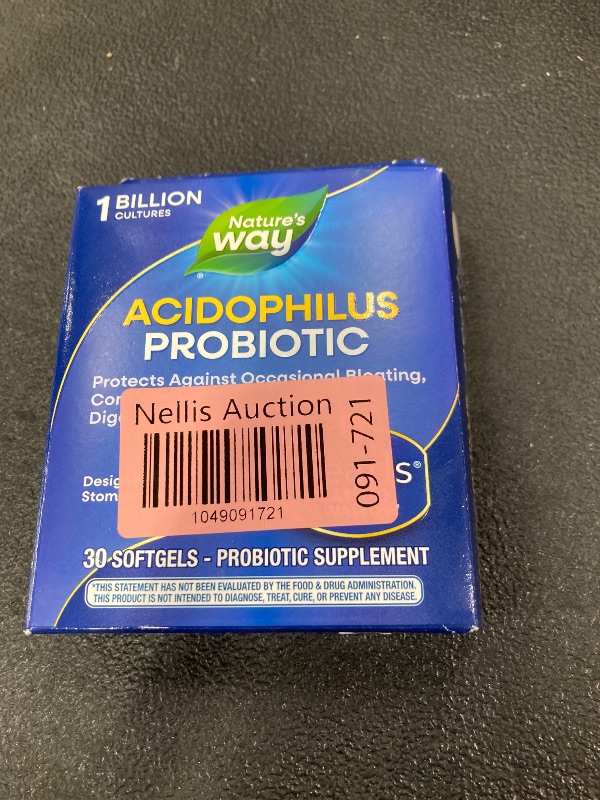 1 BILLION
CULTURES
Nature's
way
®
ACIDOPHILUS
PROBIOTIC
Protects Against Occasional Bloating,
Nellis Auction
1049091721
091-721
S®
30 SOFTGELS - PROBIOTIC SUPPLEMENT
*THIS STATEMENT HAS NOT BEEN EVALUATED BY THE FOOD & DRUG ADMINISTRATION.
THIS PRODUCT IS NOT INTENDED TO DIAGNOSE, TREAT, CURE, OR PREVENT ANY DISEASE.